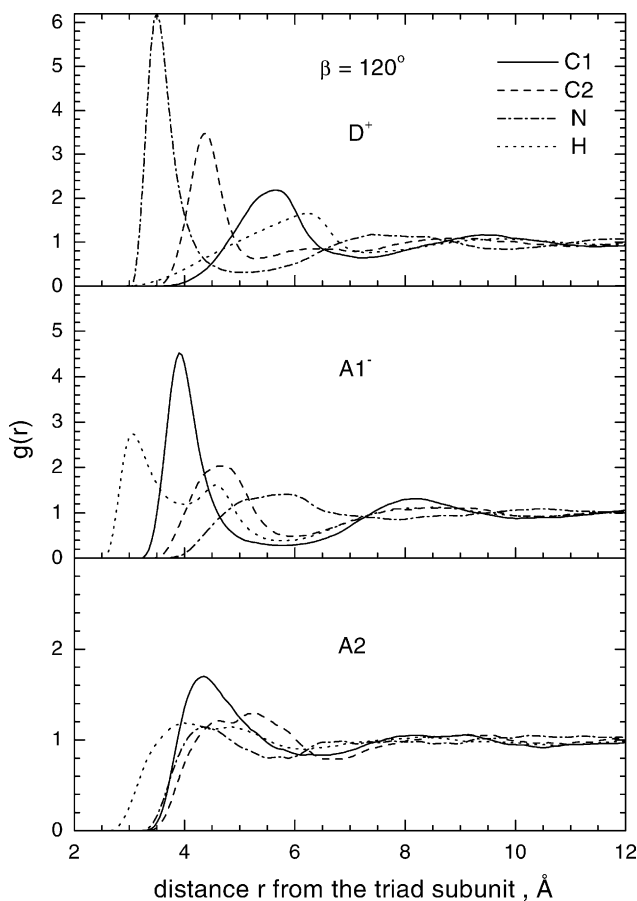 6
5
4
3
2
1
0
β = 120°
D⁺
C1
C2
N
H
5
4
3
2
1
0
A1⁻
g(r)
2
1
0
A2
2 4 6 8 10 12
distance r from the triad subunit , Å